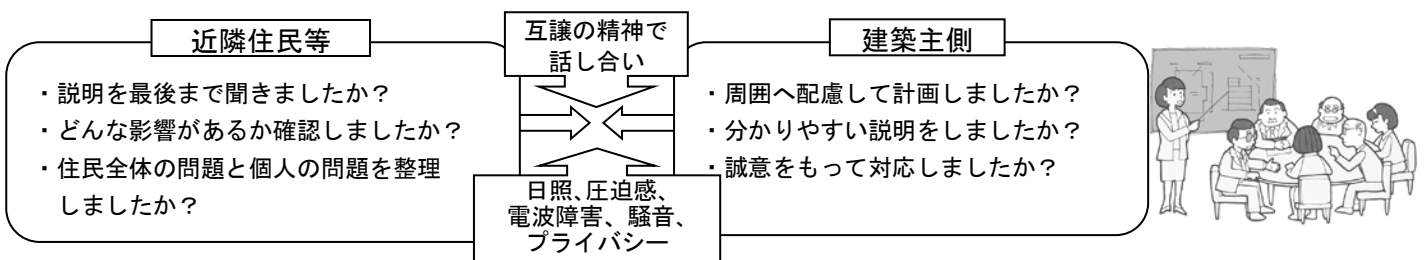 近隣住民等
・説明を最後まで聞きましたか？
・どんな影響があるか確認しましたか？
・住民全体の問題と個人の問題を整理
しましたか？
互譲の精神で
話し合い
日照、圧迫感、
電波障害、騒音、
プライバシー
建築主側
・周囲へ配慮して計画しましたか？
・分かりやすい説明をしましたか？
・誠意をもって対応しましたか？